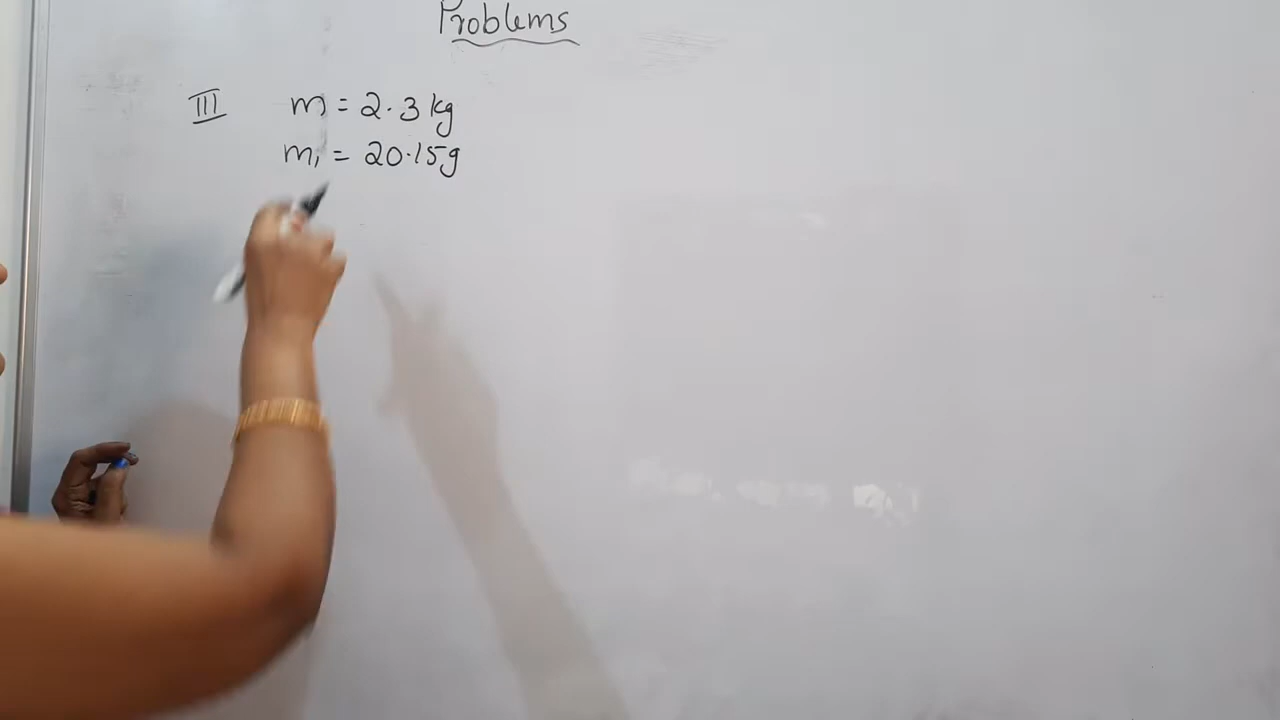 Problems
III m = 2.3 kg
m₁ = 20.15g